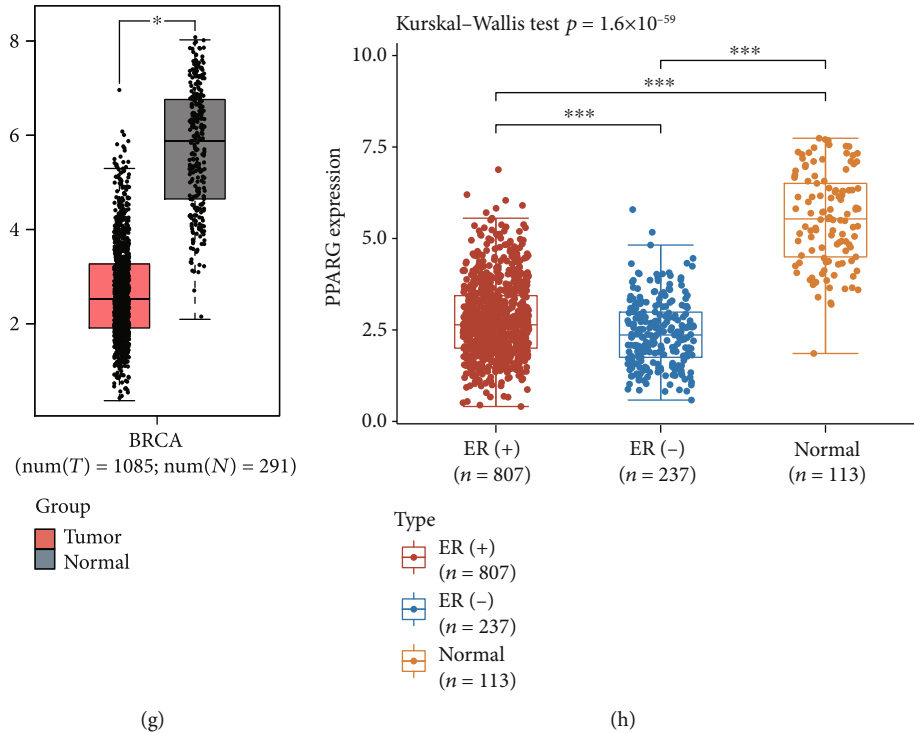 8
6
4
2
*
BRCA
(num(T) = 1085; num(N) = 291)
Group
Tumor
Normal
(g)
Kurskal–Wallis test p = 1.6×10⁻⁵⁹
PPARG expression
10.0
7.5
5.0
2.5
0.0
***
***
***
ER (+)
(n = 807)
ER (–)
(n = 237)
Normal
(n = 113)
Type
ER (+)
(n = 807)
ER (–)
(n = 237)
Normal
(n = 113)
(h)